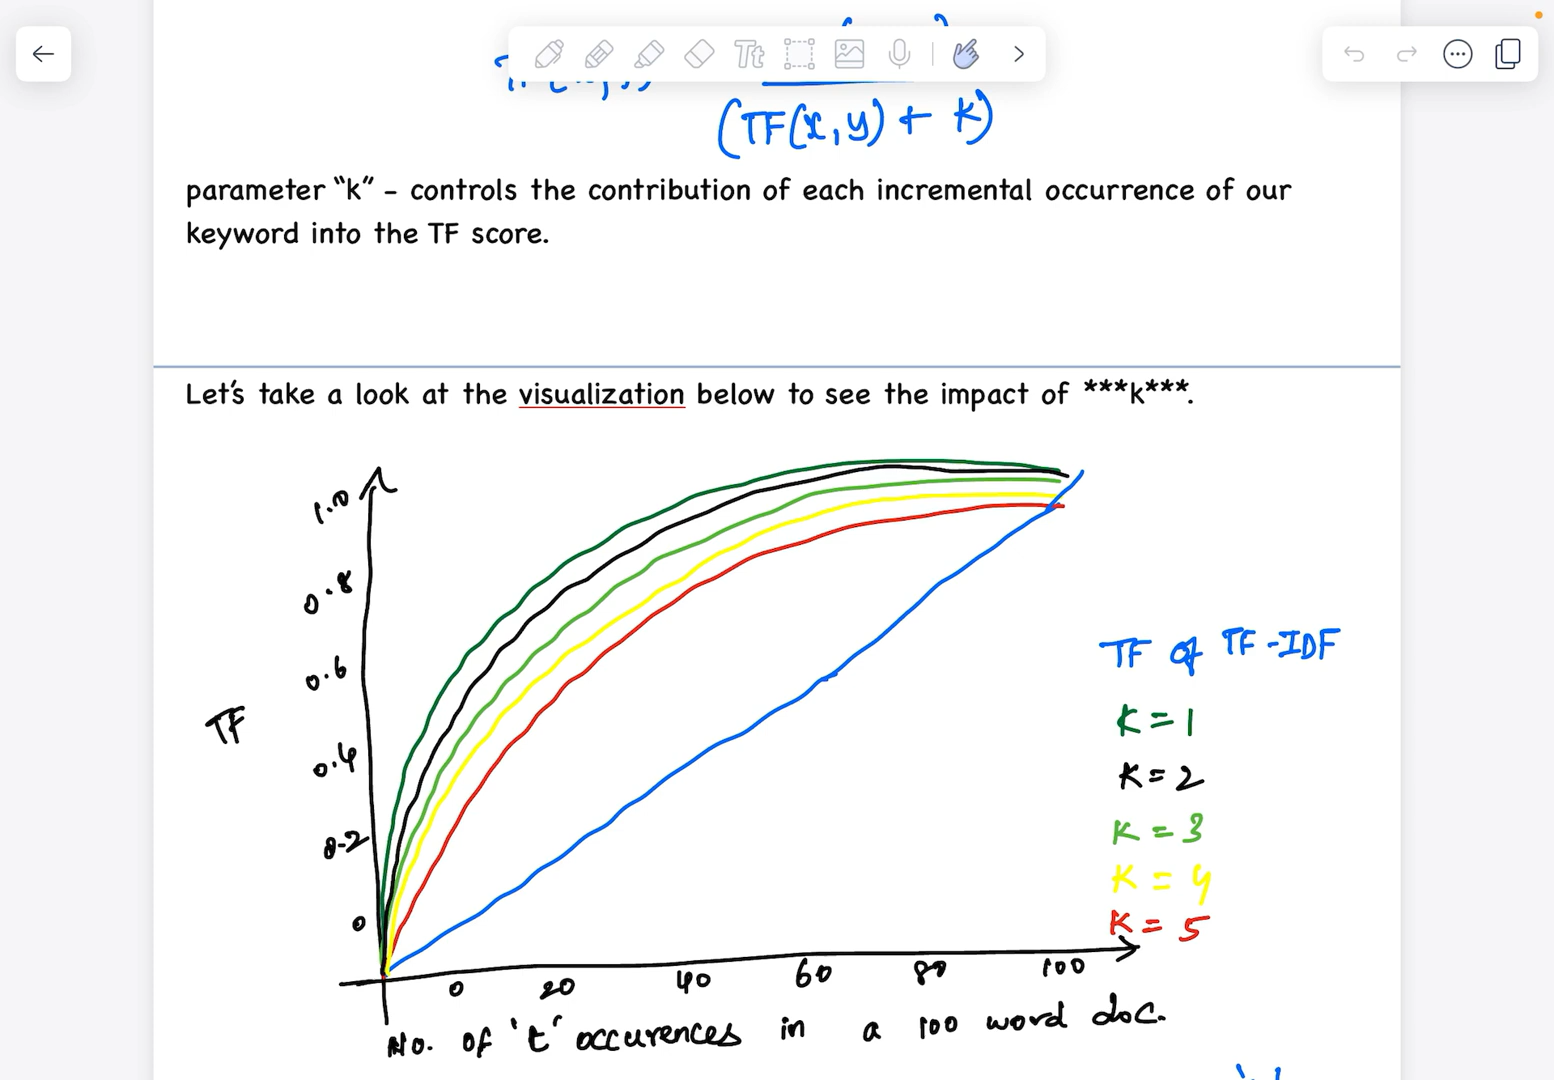 (TF(x,y) + K)
parameter “k” – controls the contribution of each incremental occurrence of our
keyword into the TF score.
Let's take a look at the visualization below to see the impact of ***k***.
1.0
0.8
0.6
TF
0.4
0.2
0
TF of TF-IDF
K = 1
K = 2
K = 3
K = 4
K = 5
0 20 40 60 80 100
No. of 't' occurences in a 100 word doc.
Tt